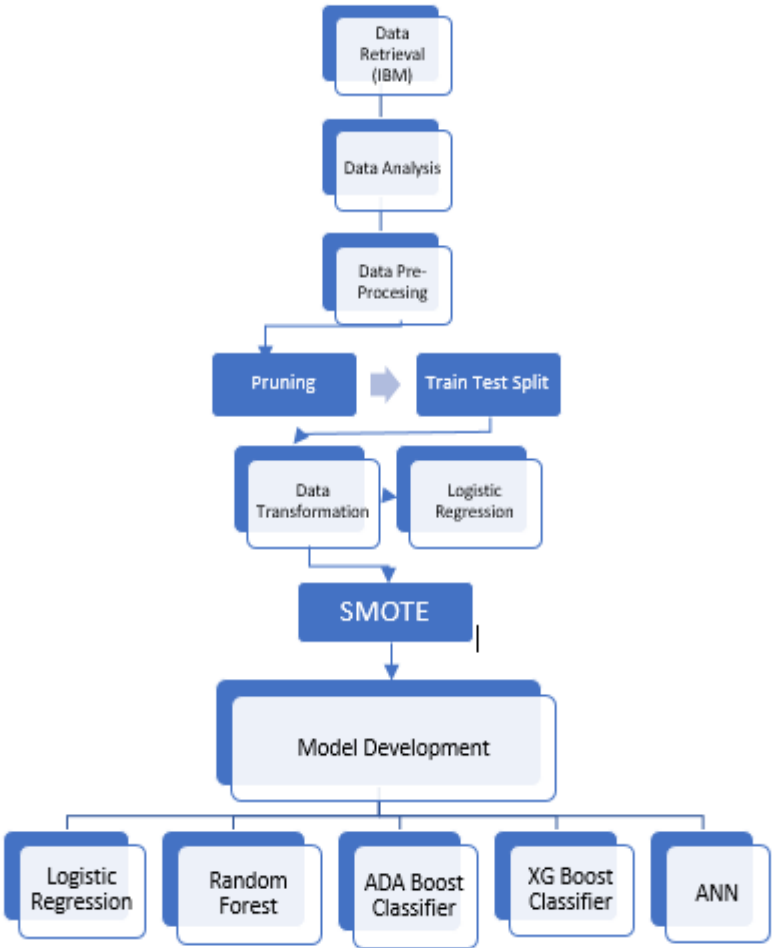 Data
Retrieval
(IBM)
Data Analysis
Data Pre-
Procesing
Pruning
Train Test Split
Data
Transformation
Logistic
Regression
SMOTE
Model Development
Logistic
Regression
Random
Forest
ADA Boost
Classifier
XG Boost
Classifier
ANN